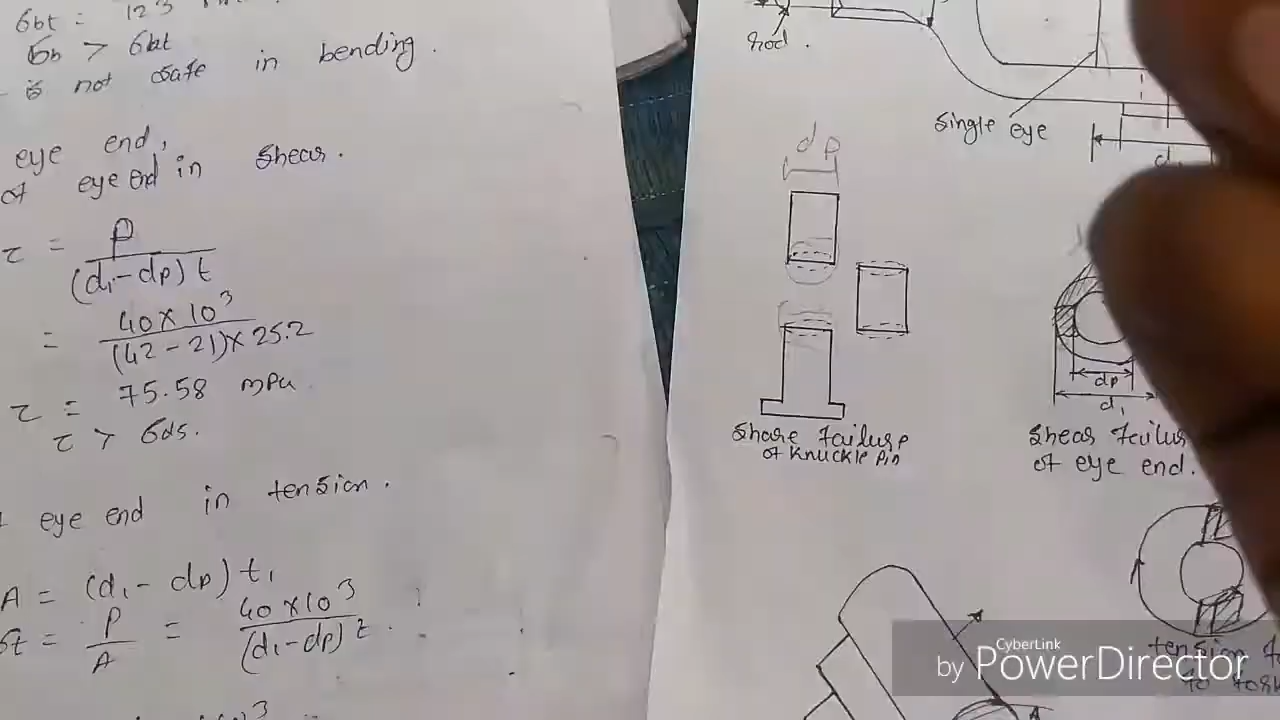 σbt = 123
σb > σbt
is not safe in bending.
eye end,
of eye end in shear.
τ = P
(d₁-dp) t
= 40 x 10³
(42 - 21) x 25.2
τ = 75.58 mpa
τ > σds.
eye end in tension.
A = (d₁ - dp) t₁
σt = P = 40 x 10³
A (d₁-dp) t
rod.
single eye
d
dp
Share failure
of knuckle pin
dp
d₁
Shear failu
of eye end.
tension f
to
CyberLink
by PowerDirector